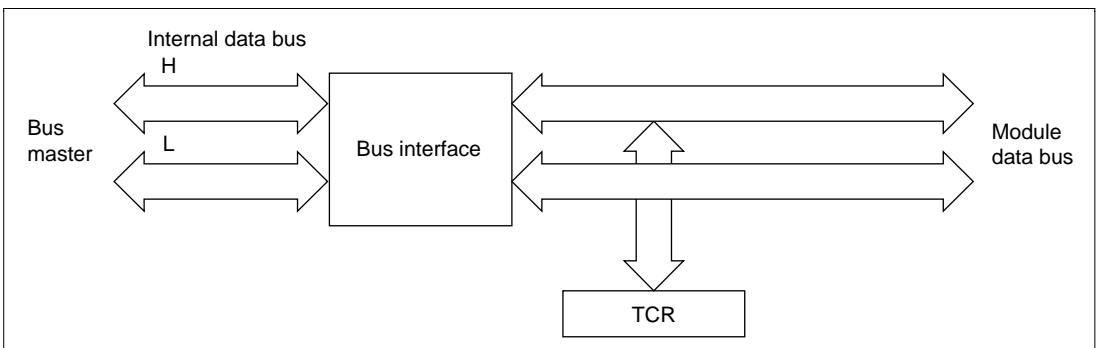 Internal data bus
H
Bus
master
L
Bus interface
Module
data bus
TCR